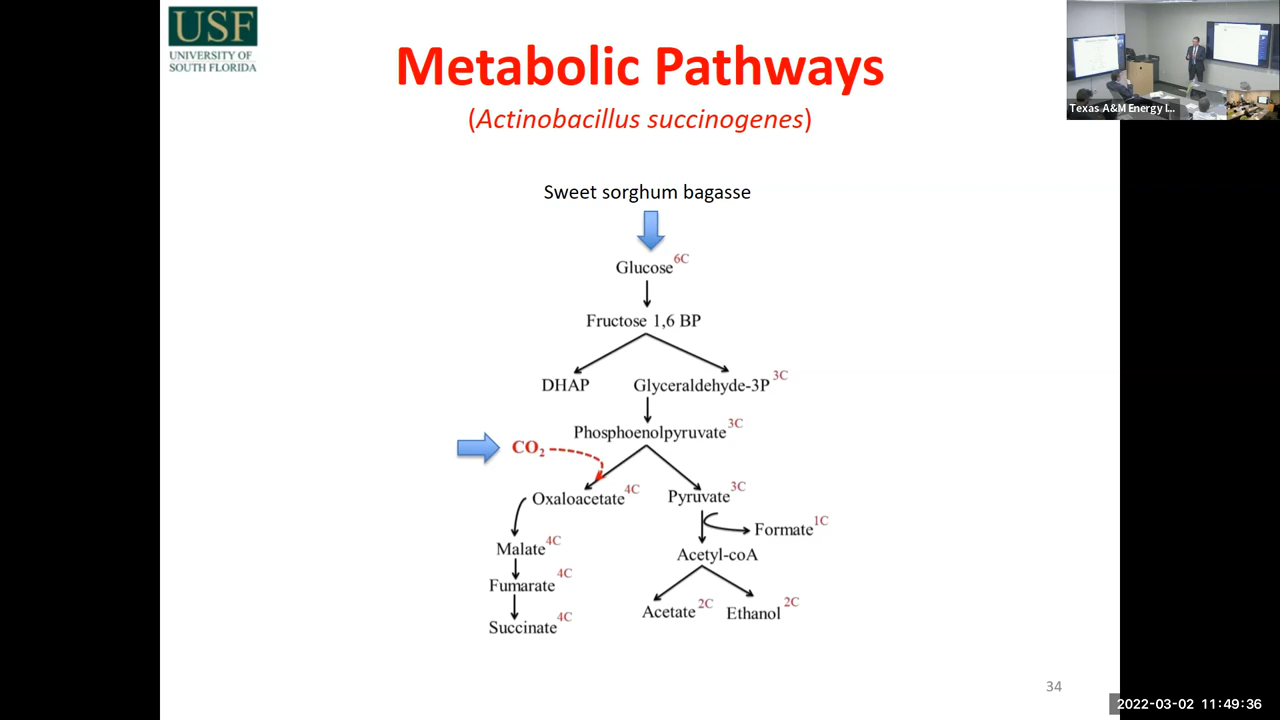 USF
UNIVERSITY OF
SOUTH FLORIDA
Metabolic Pathways
(Actinobacillus succinogenes)
Texas A&M Energy I...
Sweet sorghum bagasse
Glucose 6C
Fructose 1,6 BP
DHAP
Glyceraldehyde-3P 3C
Phosphoenolpyruvate 3C
CO₂
Oxaloacetate 4C
Pyruvate 3C
Formate 1C
Malate 4C
Acetyl-coA
Fumarate 4C
Acetate 2C
Ethanol 2C
Succinate 4C
34
2022-03-02 11:49:36